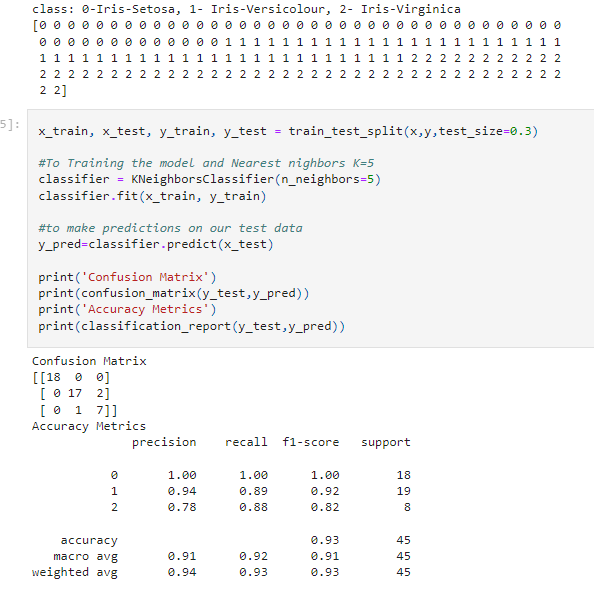 class: 0-Iris-Setosa, 1- Iris-Versicolour, 2- Iris-Virginica
[0 0 0 0 0 0 0 0 0 0 0 0 0 0 0 0 0 0 0 0 0 0 0 0 0 0 0 0 0 0 0 0 0 0 0 0 0
0 0 0 0 0 0 0 0 0 0 0 0 0 1 1 1 1 1 1 1 1 1 1 1 1 1 1 1 1 1 1 1 1 1 1 1 1
1 1 1 1 1 1 1 1 1 1 1 1 1 1 1 1 1 1 1 1 1 1 1 1 1 1 2 2 2 2 2 2 2 2 2 2 2
2 2 2 2 2 2 2 2 2 2 2 2 2 2 2 2 2 2 2 2 2 2 2 2 2 2 2 2 2 2 2 2 2 2 2 2 2
2 2]
5]:
x_train, x_test, y_train, y_test = train_test_split(x,y,test_size=0.3)
#To Training the model and Nearest nighbors K=5
classifier = KNeighborsClassifier(n_neighbors=5)
classifier.fit(x_train, y_train)
#to make predictions on our test data
y_pred=classifier.predict(x_test)
print('Confusion Matrix')
print(confusion_matrix(y_test,y_pred))
print('Accuracy Metrics')
print(classification_report(y_test,y_pred))
Confusion Matrix
[[18 0 0]
[ 0 17 2]
[ 0 1 7]]
Accuracy Metrics
precision recall f1-score support
0 1.00 1.00 1.00 18
1 0.94 0.89 0.92 19
2 0.78 0.88 0.82 8
accuracy 0.93 45
macro avg 0.91 0.92 0.91 45
weighted avg 0.94 0.93 0.93 45